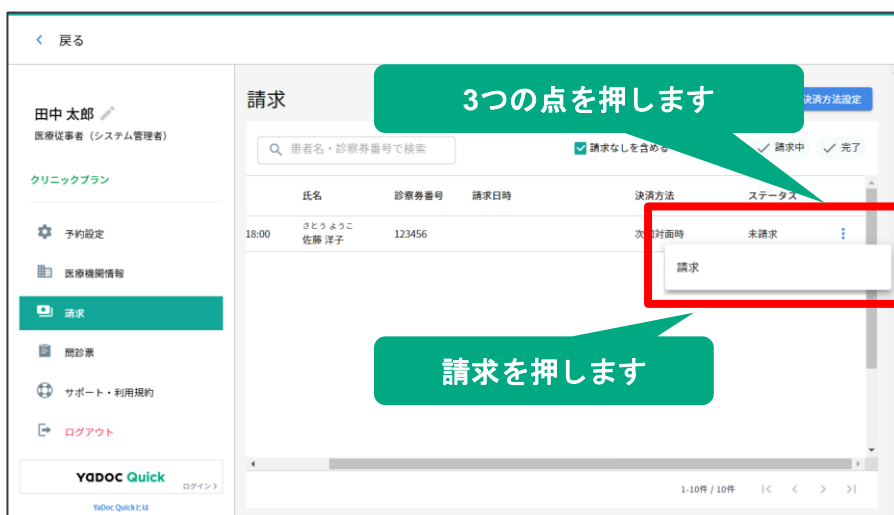 戻る
田中 太郎
医療従事者（システム管理者）
クリニックプラン
予約設定
医療機関情報
請求
問診票
サポート・利用規約
ログアウト
YaDOC Quick
ログイン
YaDoc Quickとは
請求
3つの点を押します
決済方法設定
患者名・診察券番号で検索
請求なしを含める
請求中
完了
氏名 診察券番号 請求日時 決済方法 ステータス
さとう ようこ
18:00 佐藤 洋子 123456 次回対面時 未請求
請求
請求を押します
1-10件 / 10件